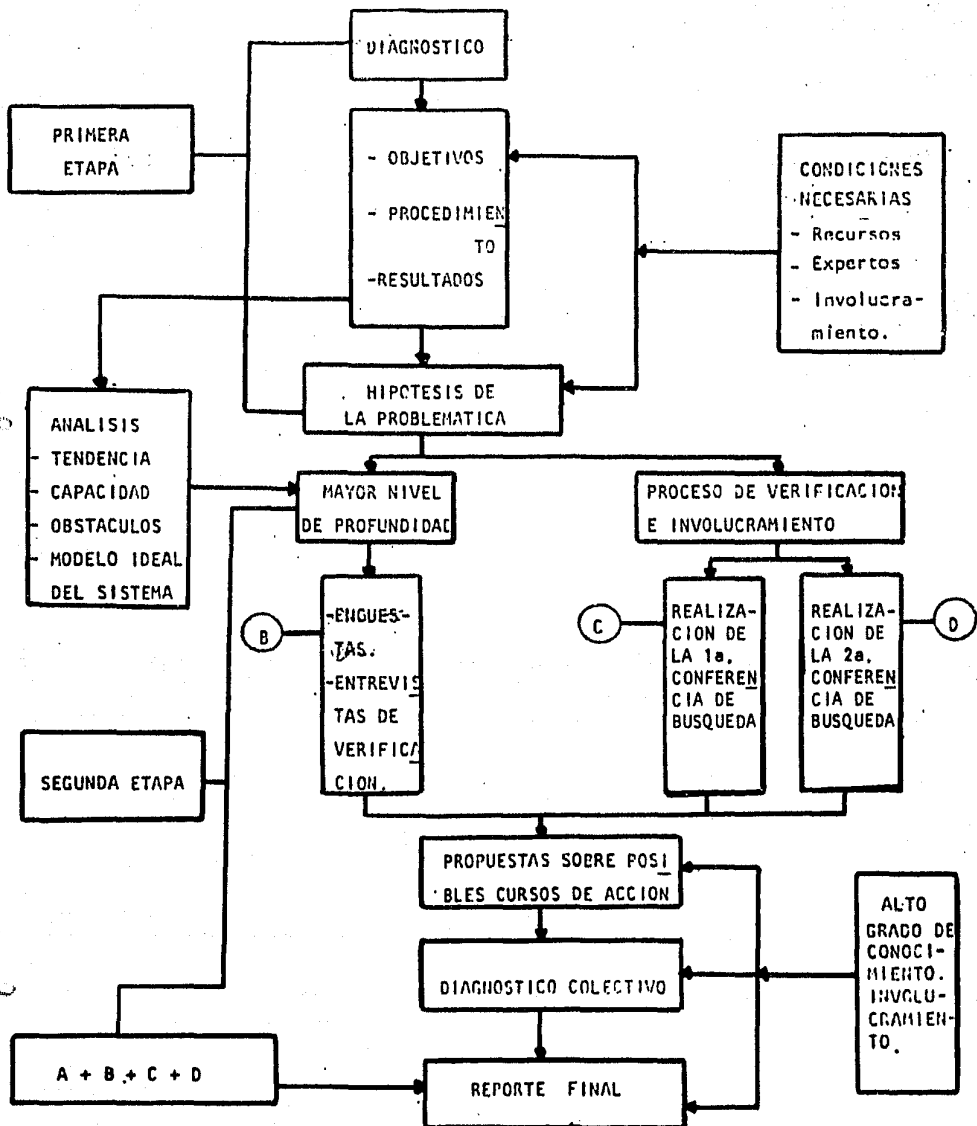 DIAGNOSTICO
PRIMERA
ETAPA
- OBJETIVOS
- PROCEDIMIEN
TO
-RESULTADOS
CONDICIONES
NECESARIAS
- Recursos
- Expertos
- Involucra-
miento.
HIPOTESIS DE
LA PROBLEMATICA
ANALISIS
- TENDENCIA
- CAPACIDAD
- OBSTACULOS
- MODELO IDEAL
DEL SISTEMA
MAYOR NIVEL
DE PROFUNDIDAD
PROCESO DE VERIFICACION
E INVOLUCRAMIENTO
B
-ENCUES-
TAS.
-ENTREVIS
TAS DE
VERIFICA
CION.
C
REALIZA-
CION DE
LA 1a.
CONFEREN
CIA DE
BUSQUEDA
REALIZA-
CION DE
LA 2a.
CONFEREN
CIA DE
BUSQUEDA
D
SEGUNDA ETAPA
PROPUESTAS SOBRE POSI
BLES CURSOS DE ACCION
DIAGNOSTICO COLECTIVO
ALTO
GRADO DE
CONOCI-
MIENTO.
INVOLU-
CRAMIEN-
TO.
A + B + C + D
REPORTE FINAL